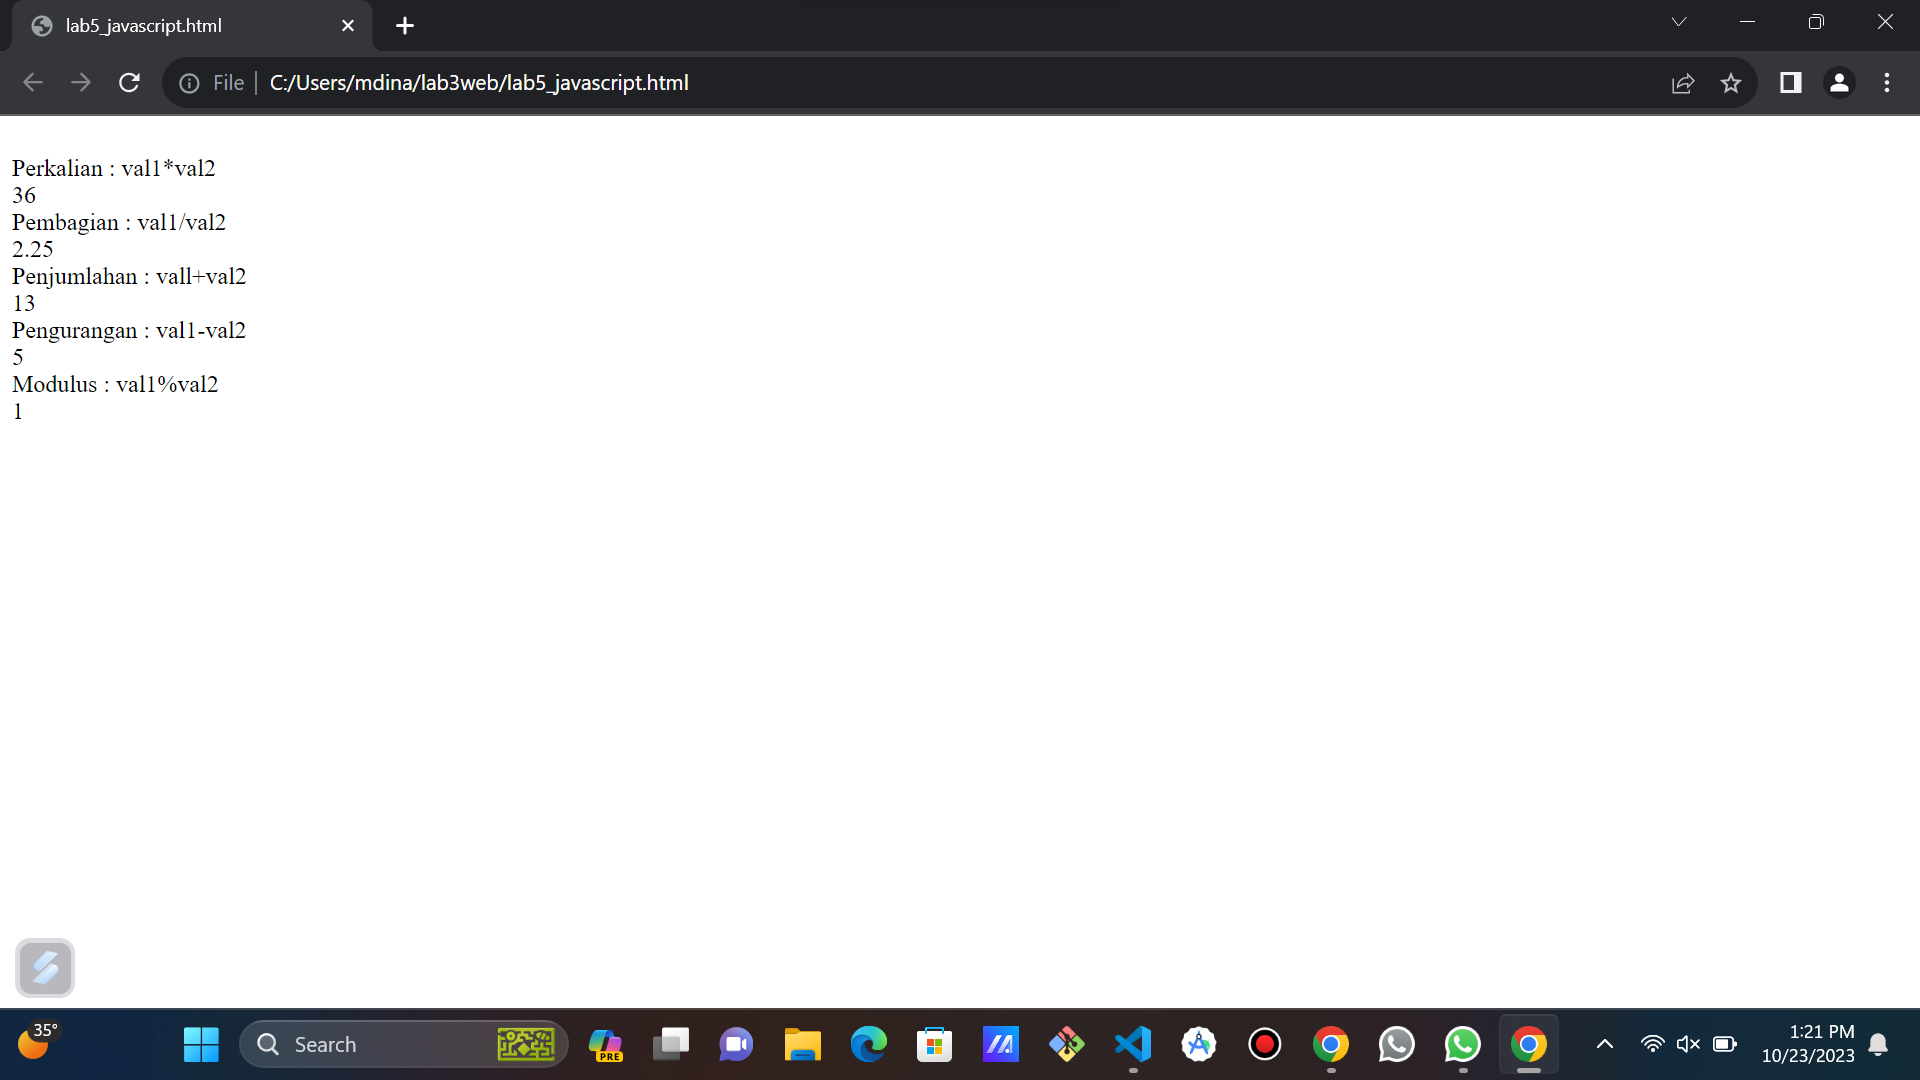 lab5_javascript.html
File
C:/Users/mdina/lab3web/lab5_javascript.html
Perkalian : val1*val2
36
Pembagian : val1/val2
2.25
Penjumlahan : vall+val2
13
Pengurangan : val1-val2
5
Modulus : val1%val2
1
35°
Search
PRE
1:21 PM
10/23/2023